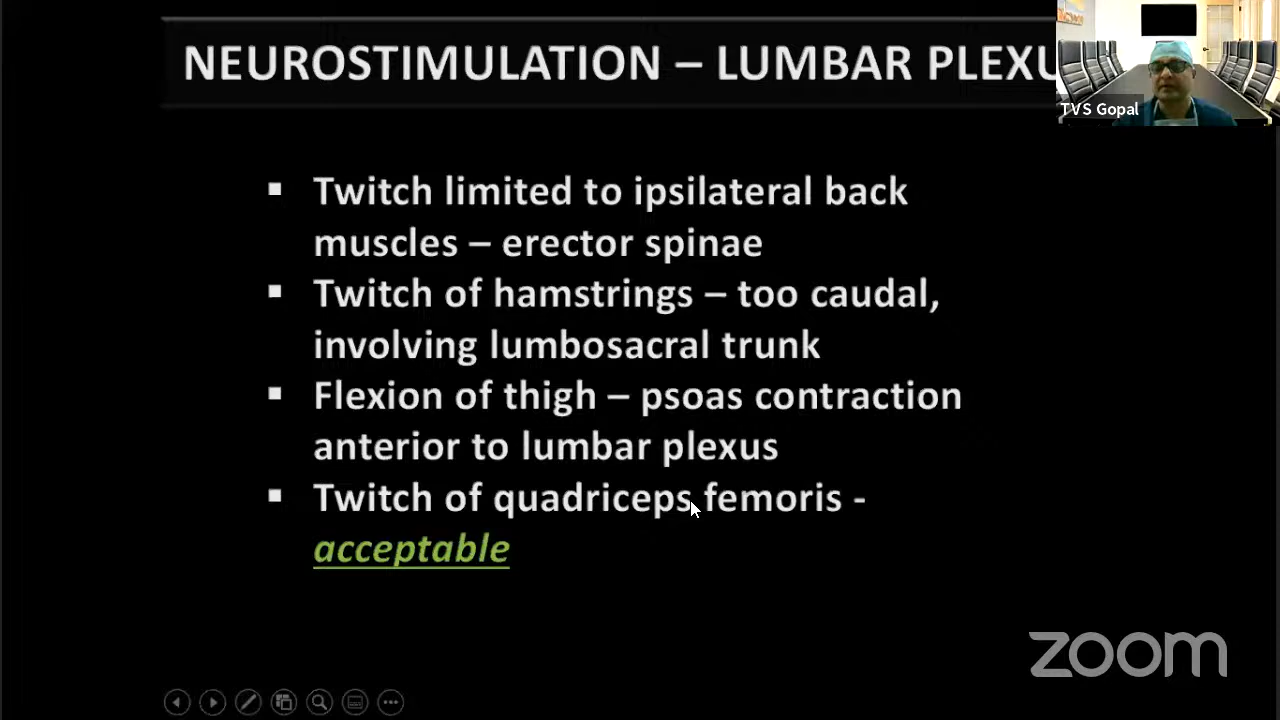 NEUROSTIMULATION – LUMBAR PLEXU
TVS Gopal
▪ Twitch limited to ipsilateral back
muscles – erector spinae
▪ Twitch of hamstrings – too caudal,
involving lumbosacral trunk
▪ Flexion of thigh – psoas contraction
anterior to lumbar plexus
▪ Twitch of quadriceps femoris -
acceptable
zoom